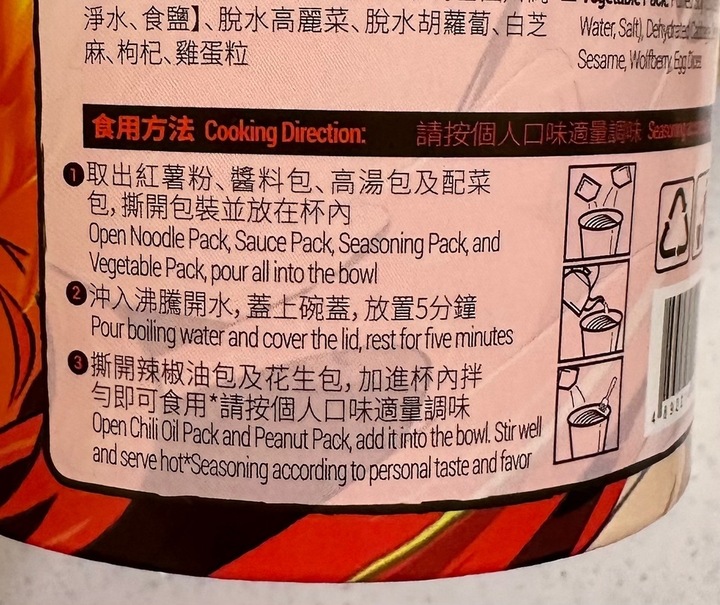 淨水、食鹽】、脫水高麗菜、脫水胡蘿蔔、白芝
麻、枸杞、雞蛋粒
Vegetable Pack:
Water, Salt), Dehydrated
Sesame, Wolfberry, Egg Dices
食用方法 Cooking Direction: 請按個人口味適量調味 Seasoning
❶取出紅薯粉、醬料包、高湯包及配菜
包,撕開包裝並放在杯內
Open Noodle Pack, Sauce Pack, Seasoning Pack, and
Vegetable Pack, pour all into the bowl
❷沖入沸騰開水,蓋上碗蓋,放置5分鐘
Pour boiling water and cover the lid, rest for five minutes
❸撕開辣椒油包及花生包,加進杯內拌
勻即可食用*請按個人口味適量調味
Open Chili Oil Pack and Peanut Pack, add it into the bowl. Stir well
and serve hot*Seasoning according to personal taste and favor